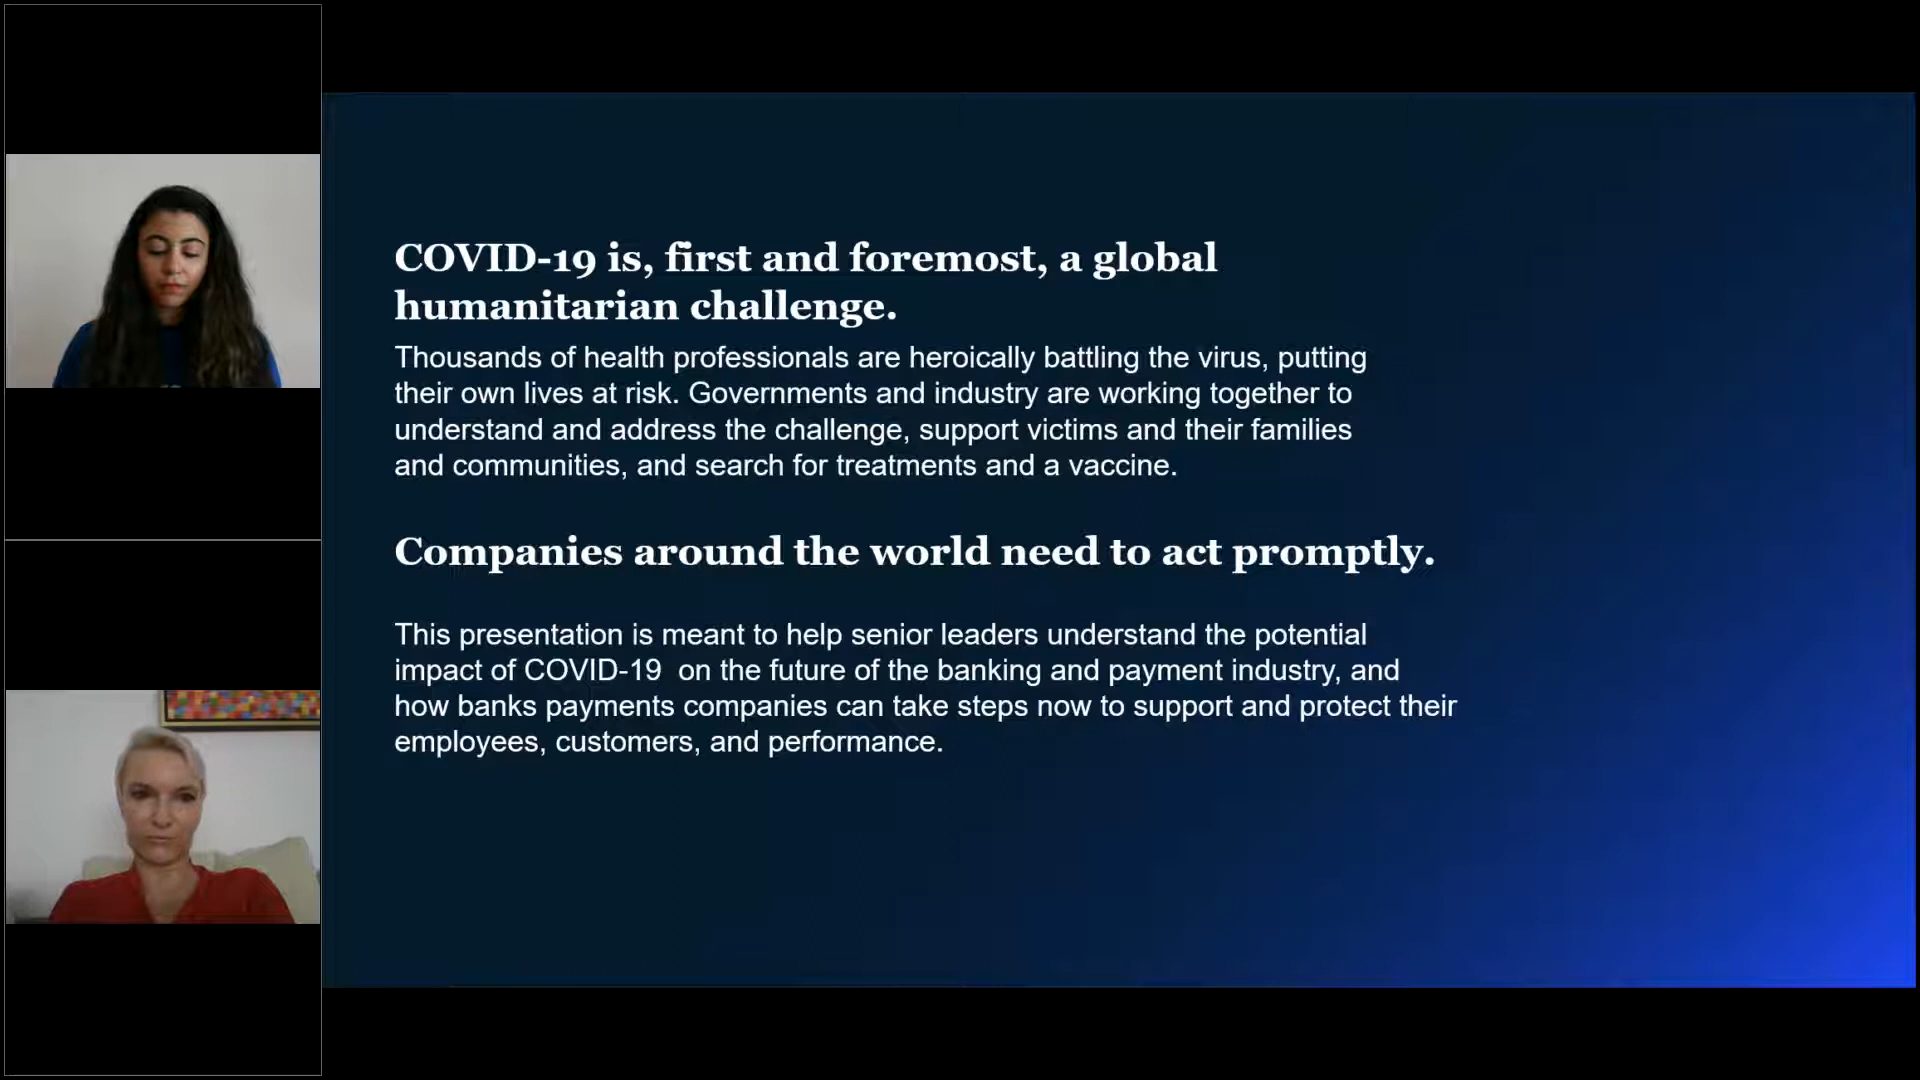 COVID-19 is, first and foremost, a global
humanitarian challenge.
Thousands of health professionals are heroically battling the virus, putting
their own lives at risk. Governments and industry are working together to
understand and address the challenge, support victims and their families
and communities, and search for treatments and a vaccine.
Companies around the world need to act promptly.
This presentation is meant to help senior leaders understand the potential
impact of COVID-19  on the future of the banking and payment industry, and
how banks payments companies can take steps now to support and protect their
employees, customers, and performance.